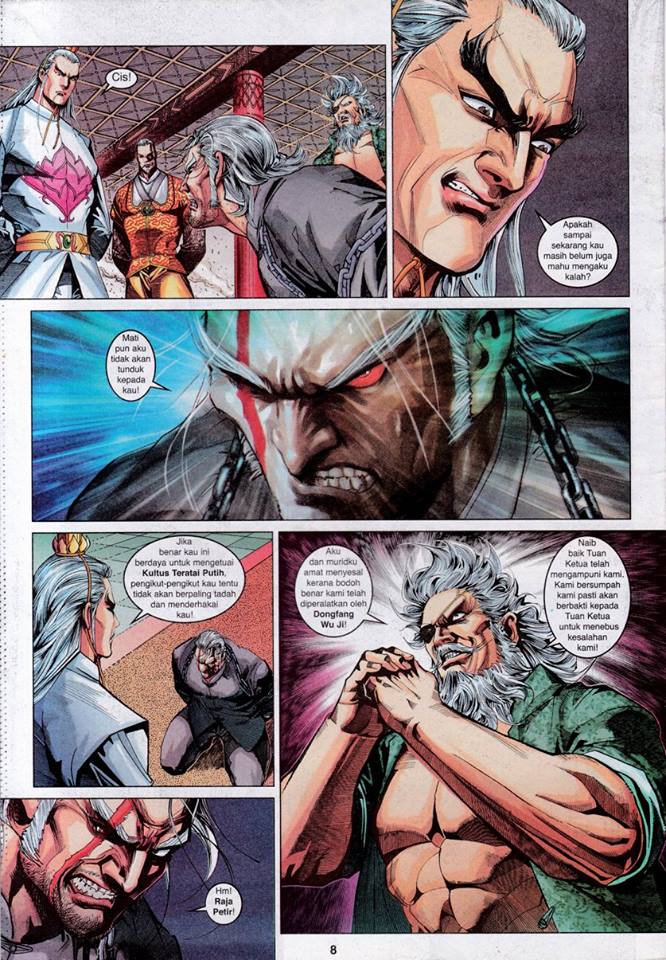 Cis!
Apakah
sampai
sekarang kau
masih belum juga
mahu mengaku
kalah?
Mati
pun aku
tidak akan
tunduk
kepada
kau!
Jika
benar kau ini
berdaya untuk mengetuai
Kultus Teratai Putih,
pengikut-pengikut kau tentu
tidak akan berpaling tadah
dan menderhakai
kau!
Aku
dan muridku
amat menyesal
kerana bodoh
benar kami telah
diperalatkan oleh
Dongfang
Wu Ji!
Naib
baik Tuan
Ketua telah
mengampuni kami.
Kami bersumpah
kami pasti akan
berbakti kepada
Tuan Ketua
untuk menebus
kesalahan
kami!
Hm!
Raja
Petir!
8